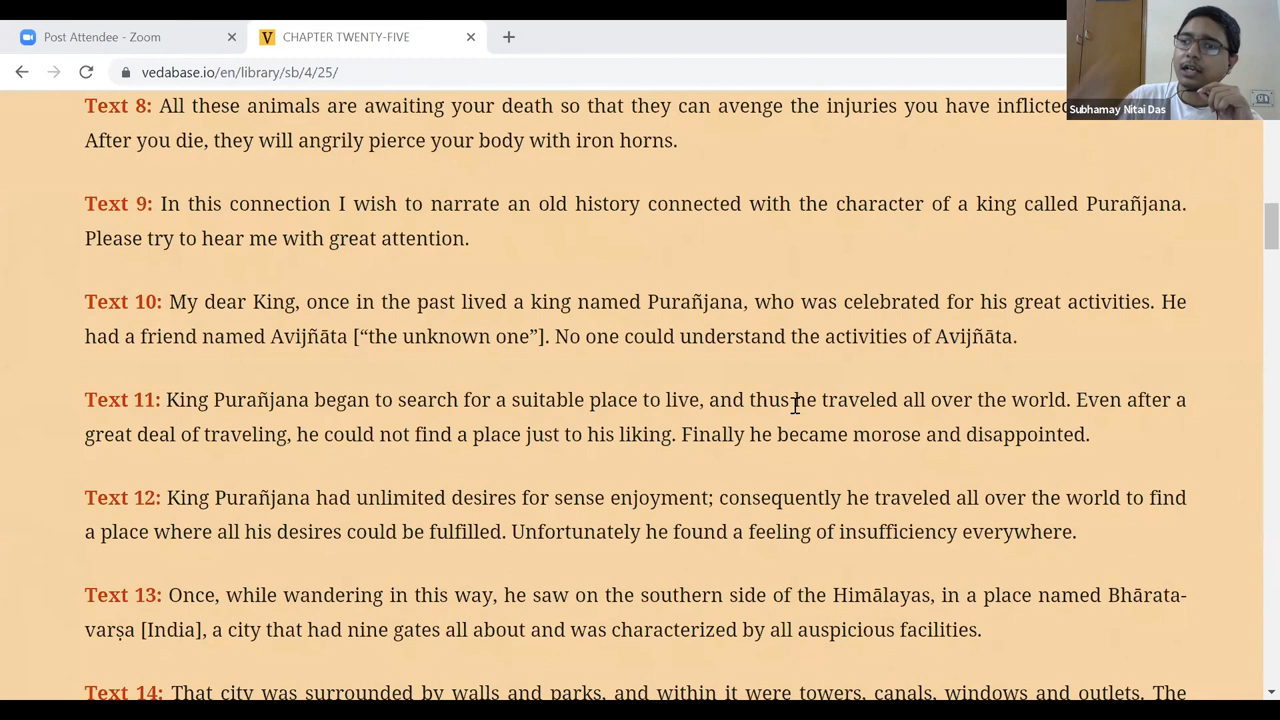 Post Attendee - Zoom
CHAPTER TWENTY-FIVE
vedabase.io/en/library/sb/4/25/
Subhamay Nitai Das
Text 8: All these animals are awaiting your death so that they can avenge the injuries you have inflicted
After you die, they will angrily pierce your body with iron horns.
Text 9: In this connection I wish to narrate an old history connected with the character of a king called Purañjana.
Please try to hear me with great attention.
Text 10: My dear King, once in the past lived a king named Purañjana, who was celebrated for his great activities. He
had a friend named Avijñāta [“the unknown one”]. No one could understand the activities of Avijñāta.
Text 11: King Purañjana began to search for a suitable place to live, and thus he traveled all over the world. Even after a
great deal of traveling, he could not find a place just to his liking. Finally he became morose and disappointed.
Text 12: King Purañjana had unlimited desires for sense enjoyment; consequently he traveled all over the world to find
a place where all his desires could be fulfilled. Unfortunately he found a feeling of insufficiency everywhere.
Text 13: Once, while wandering in this way, he saw on the southern side of the Himālayas, in a place named Bhārata-
varṣa [India], a city that had nine gates all about and was characterized by all auspicious facilities.
Text 14: That city was surrounded by walls and parks, and within it were towers, canals, windows and outlets. The